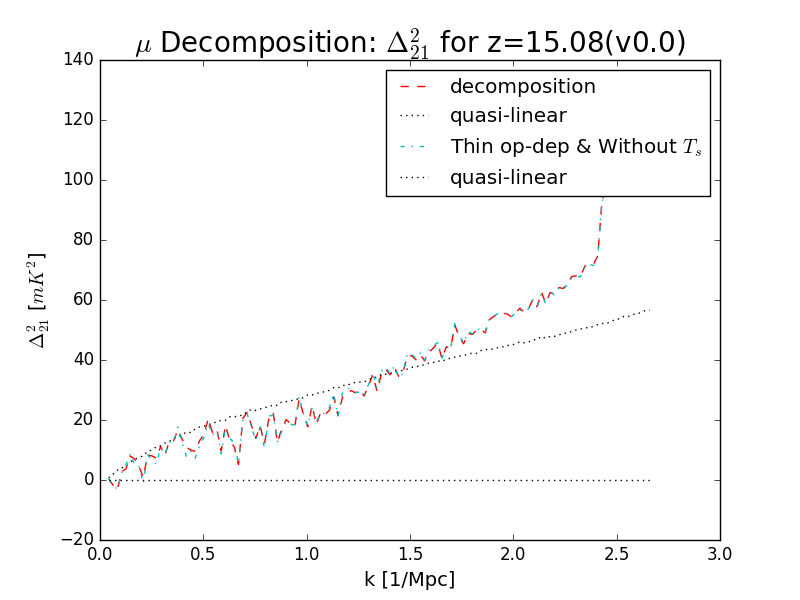 μ Decomposition: Δ²₂₁ for z=15.08(v0.0)
140
120
100
80
60
40
20
0
−20
Δ²₂₁ [mK²]
decomposition
quasi-linear
Thin op-dep & Without Tₛ
quasi-linear
0.0 0.5 1.0 1.5 2.0 2.5 3.0
k [1/Mpc]